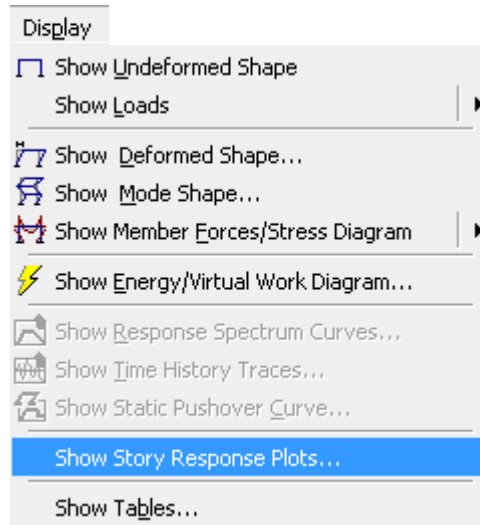 Display
Show Undeformed Shape
Show Loads
Show Deformed Shape...
Show Mode Shape...
Show Member Forces/Stress Diagram
Show Energy/Virtual Work Diagram...
Show Response Spectrum Curves...
Show Time History Traces...
Show Static Pushover Curve...
Show Story Response Plots...
Show Tables...